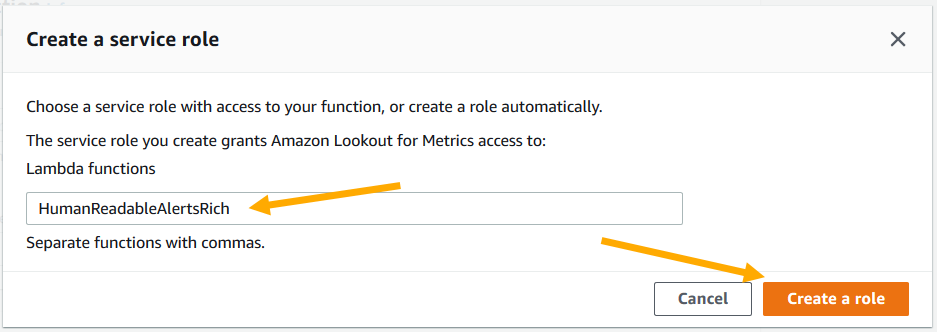 Create a service role
Choose a service role with access to your function, or create a role automatically.
The service role you create grants Amazon Lookout for Metrics access to:
Lambda functions
HumanReadableAlertsRich
Separate functions with commas.
Cancel
Create a role